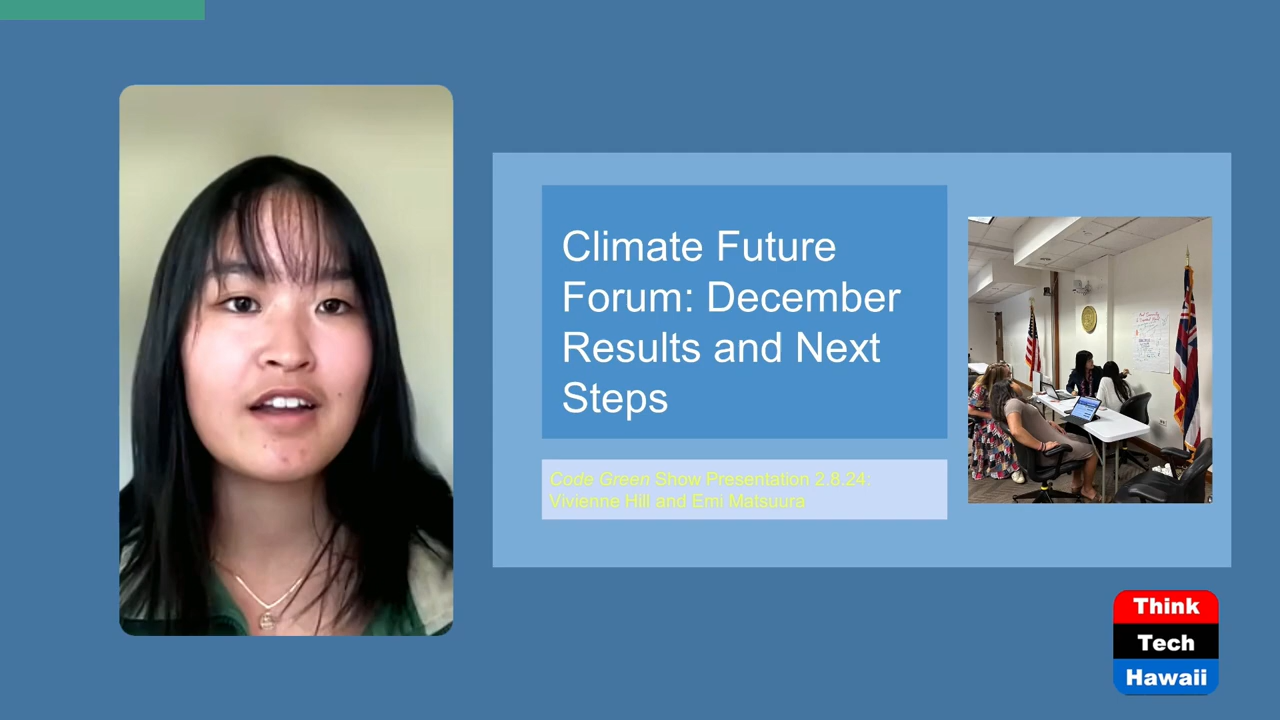 Climate Future
Forum: December
Results and Next
Steps
Code Green Show Presentation 2.8.24:
Vivienne Hill and Emi Matsuura
Think
Tech
Hawaii